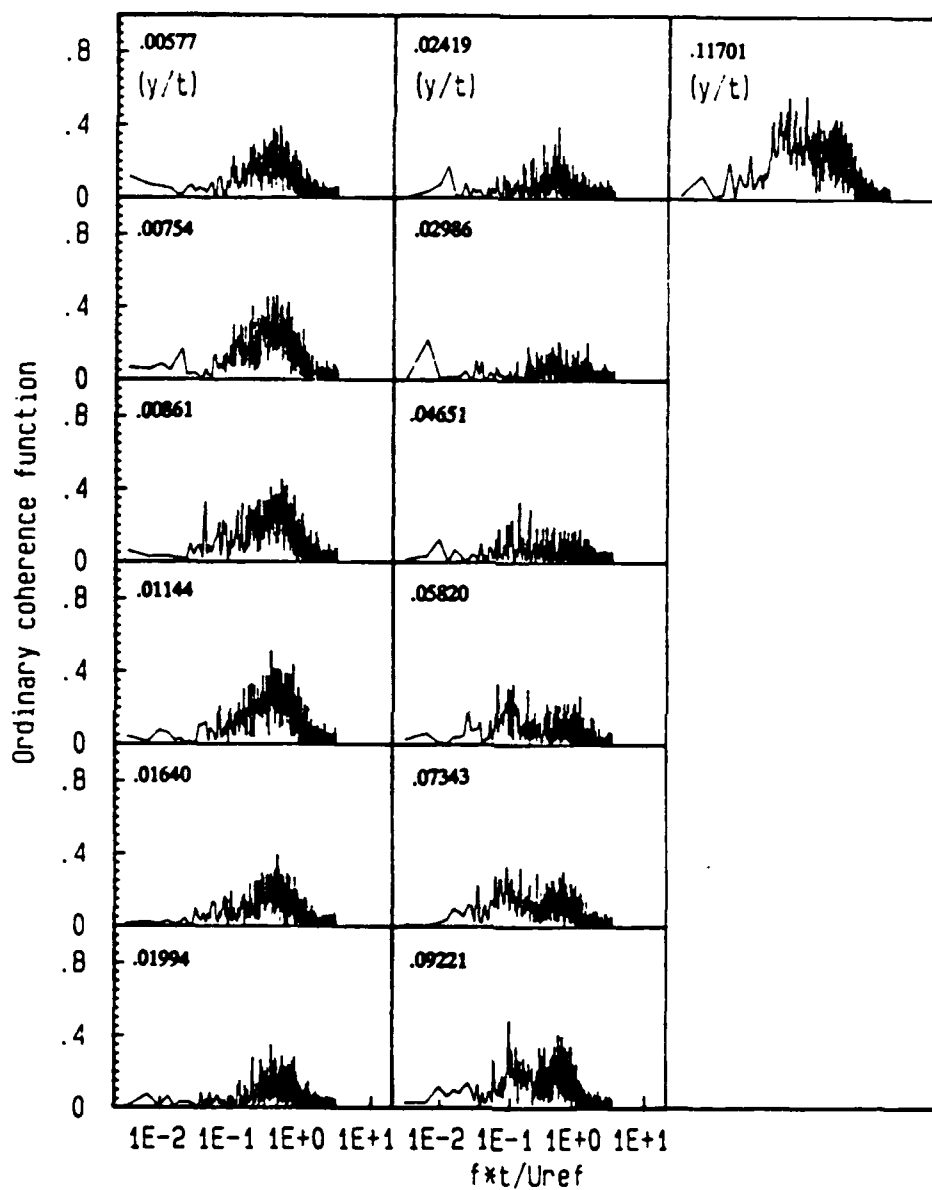 .8 .00577 .02419 .11701
(y/t) (y/t) (y/t)
.4
0
.8 .00754 .02986
.4
0
.8 .00861 .04651
.4
0
.8 .01144 .05820
.4
0
.8 .01640 .07343
.4
0
.8 .01994 .09221
.4
0
Ordinary coherence function
1E-2 1E-1 1E+0 1E+1 1E-2 1E-1 1E+0 1E+1
f*t/Uref